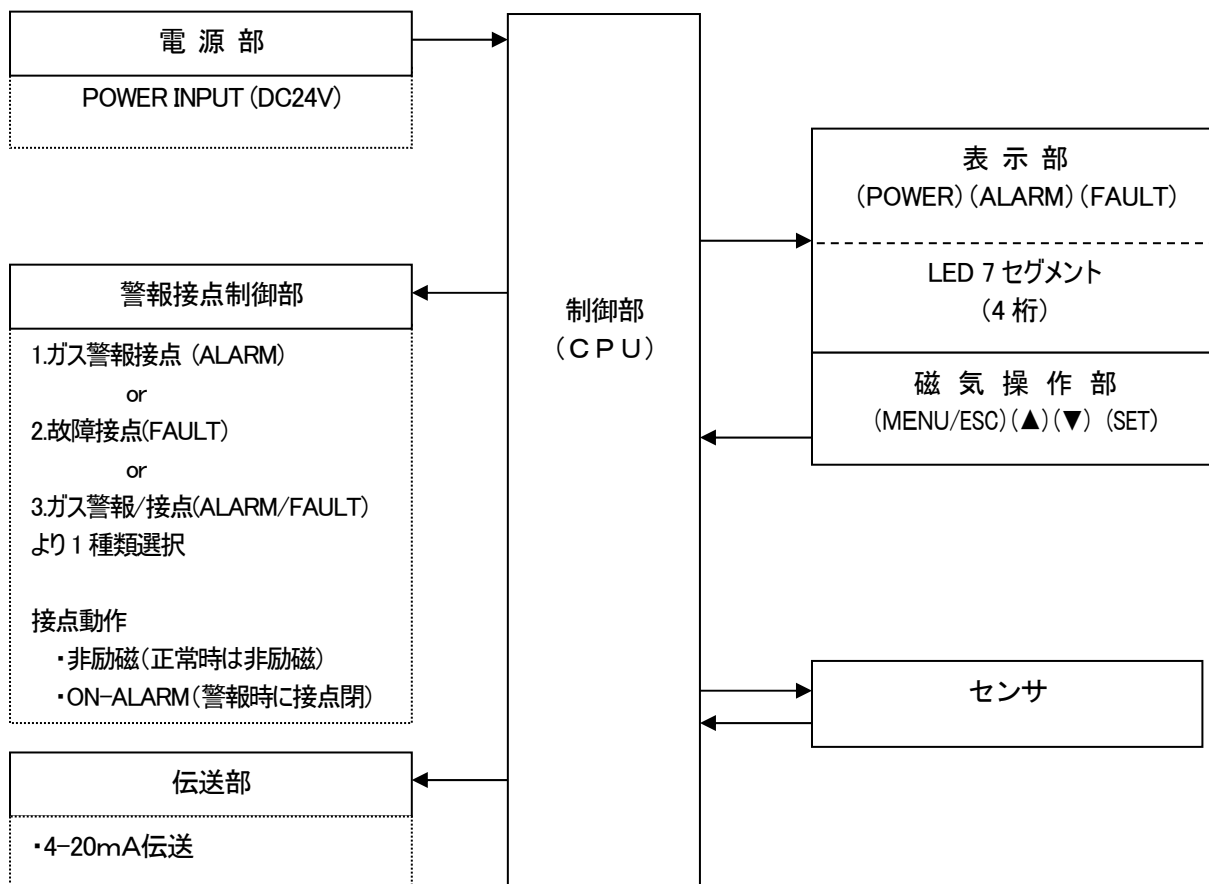 電 源 部
POWER INPUT (DC24V)
警報接点制御部
1.ガス警報接点 (ALARM)
or
2.故障接点(FAULT)
or
3.ガス警報/接点(ALARM/FAULT)
より 1 種類選択
接点動作
・非励磁(正常時は非励磁)
・ON-ALARM(警報時に接点閉)
伝送部
・4-20mA伝送
制御部
(CPU)
表 示 部
(POWER)(ALARM)(FAULT)
LED 7 セグメント
(4 桁)
磁 気 操 作 部
(MENU/ESC)(▲)(▼) (SET)
センサ